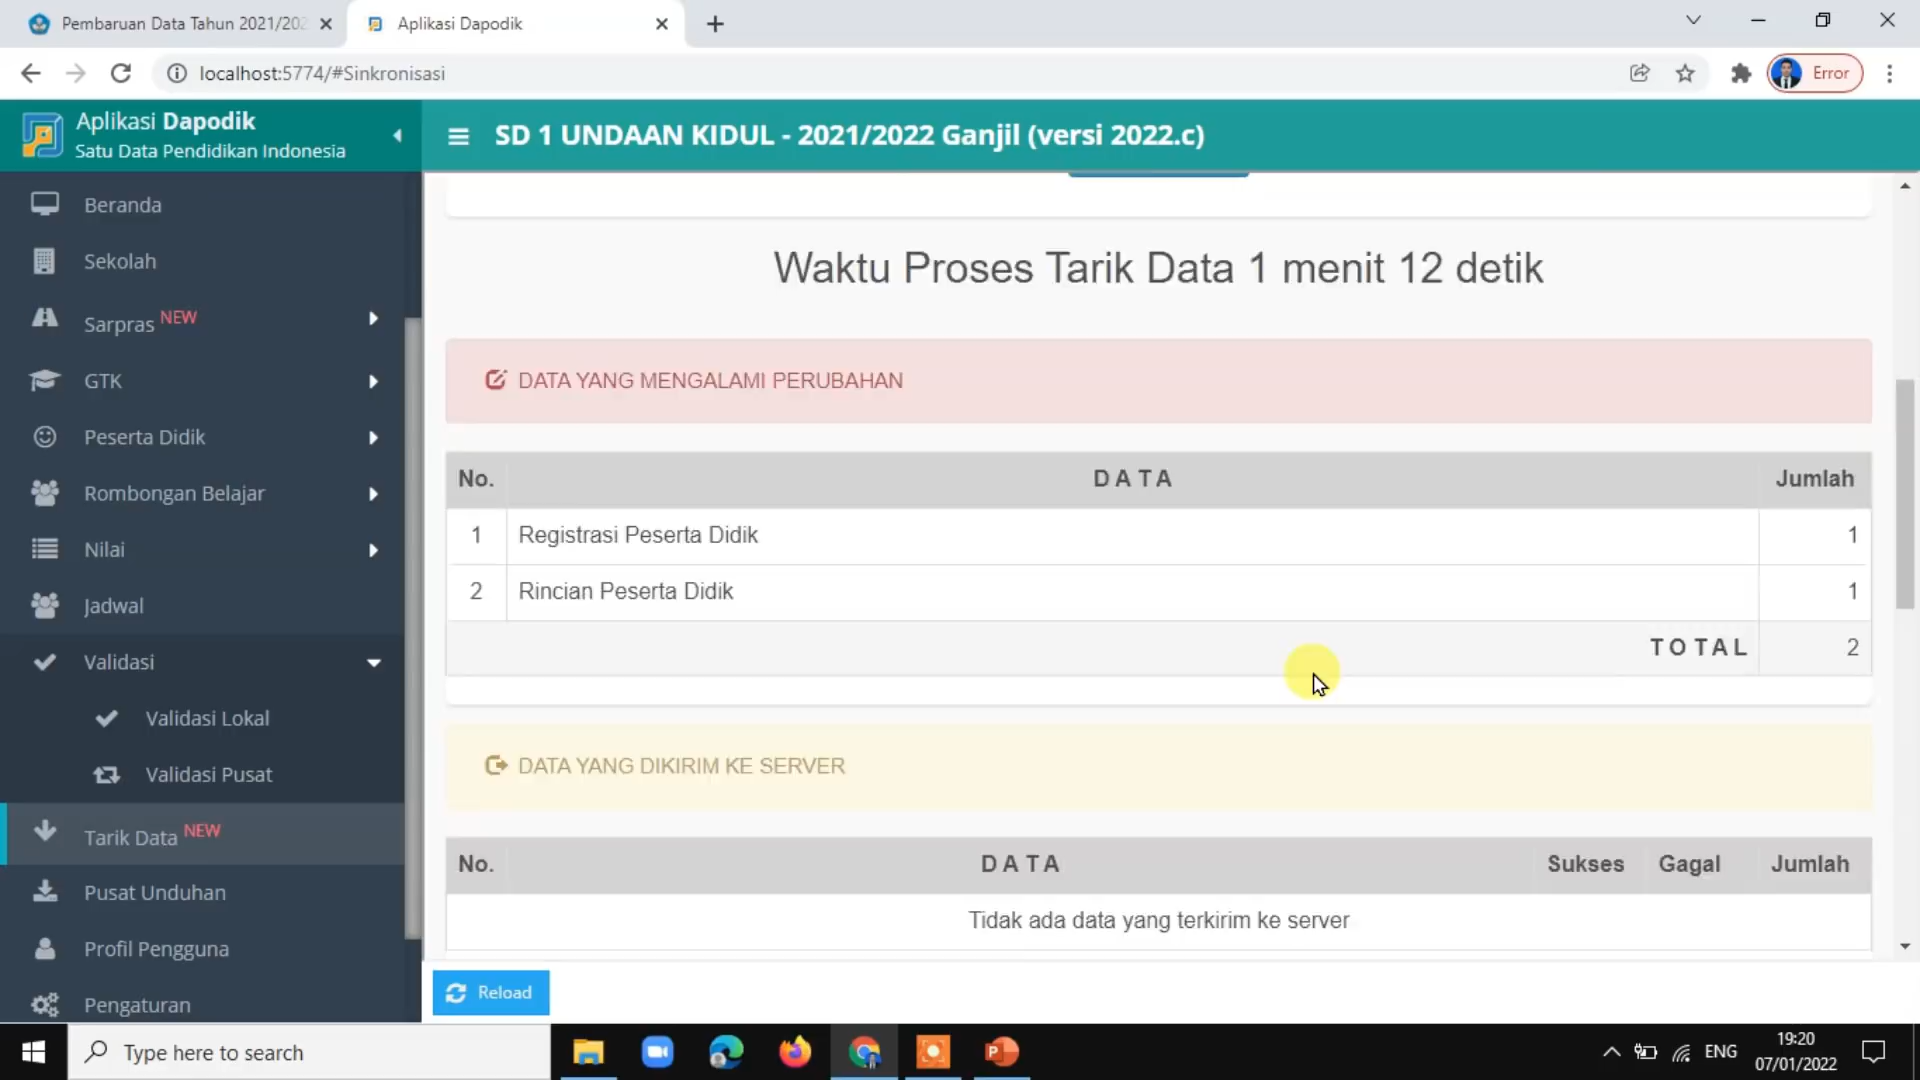 Pembaruan Data Tahun 2021/202
Aplikasi Dapodik
localhost:5774/#Sinkronisasi
Error
Aplikasi Dapodik
Satu Data Pendidikan Indonesia
SD 1 UNDAAN KIDUL - 2021/2022 Ganjil (versi 2022.c)
Beranda
Sekolah
Sarpras NEW
GTK
Peserta Didik
Rombongan Belajar
Nilai
Jadwal
Validasi
Validasi Lokal
Validasi Pusat
Tarik Data NEW
Pusat Unduhan
Profil Pengguna
Pengaturan
Waktu Proses Tarik Data 1 menit 12 detik
DATA YANG MENGALAMI PERUBAHAN
No. D A T A Jumlah
1 Registrasi Peserta Didik 1
2 Rincian Peserta Didik 1
T O T A L 2
DATA YANG DIKIRIM KE SERVER
No. D A T A Sukses Gagal Jumlah
Tidak ada data yang terkirim ke server
Reload
Type here to search
ENG
19:20
07/01/2022